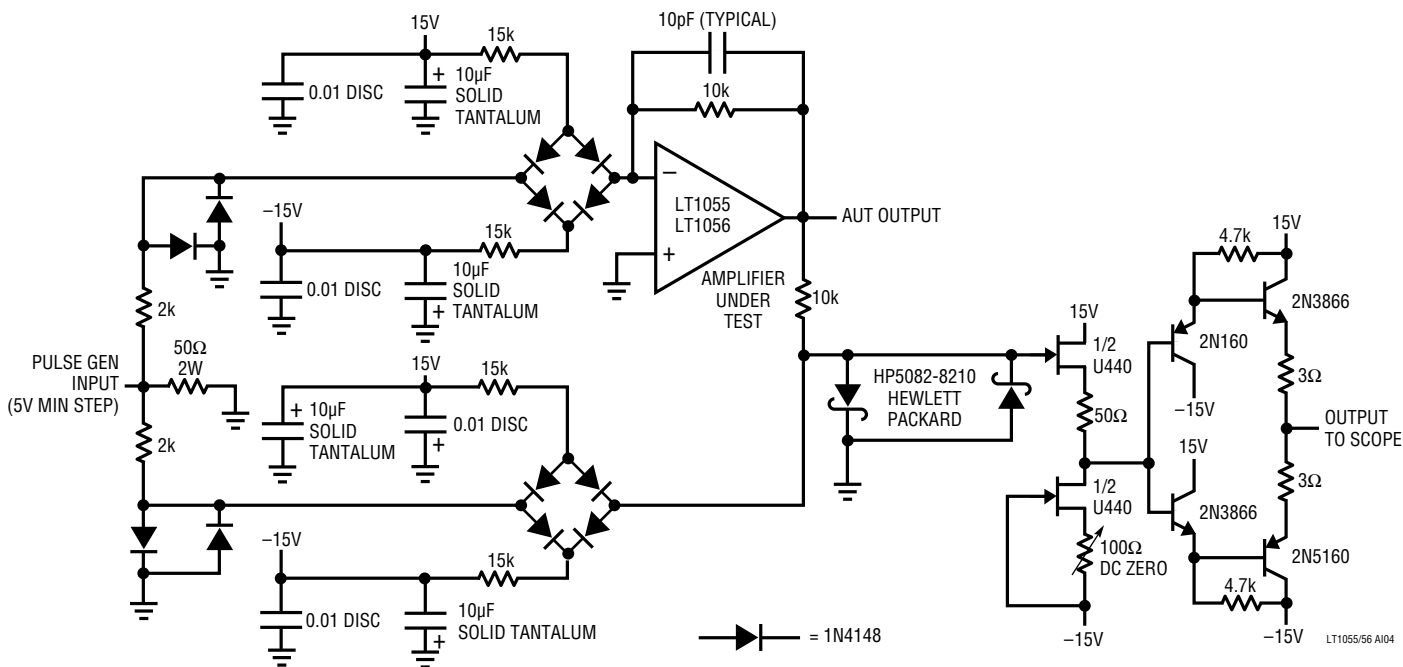 10pF (TYPICAL)
15V
15k
0.01 DISC
+
10µF
SOLID
TANTALUM
10k
–
LT1055
LT1056
+
AUT OUTPUT
AMPLIFIER
UNDER
TEST
–15V
15k
0.01 DISC
10µF
SOLID
TANTALUM
+
10k
2k
PULSE GEN
INPUT
(5V MIN STEP)
50Ω
2W
2k
15V
15k
+
10µF
SOLID
TANTALUM
0.01 DISC
+
–15V
15k
0.01 DISC
10µF
SOLID TANTALUM
+
HP5082-8210
HEWLETT
PACKARD
15V
1/2
U440
50Ω
1/2
U440
100Ω
DC ZERO
–15V
15V
4.7k
2N3866
2N160
–15V
3Ω
OUTPUT
TO SCOPE
15V
3Ω
2N3866
2N5160
4.7k
–15V
= 1N4148
LT1055/56 AI04